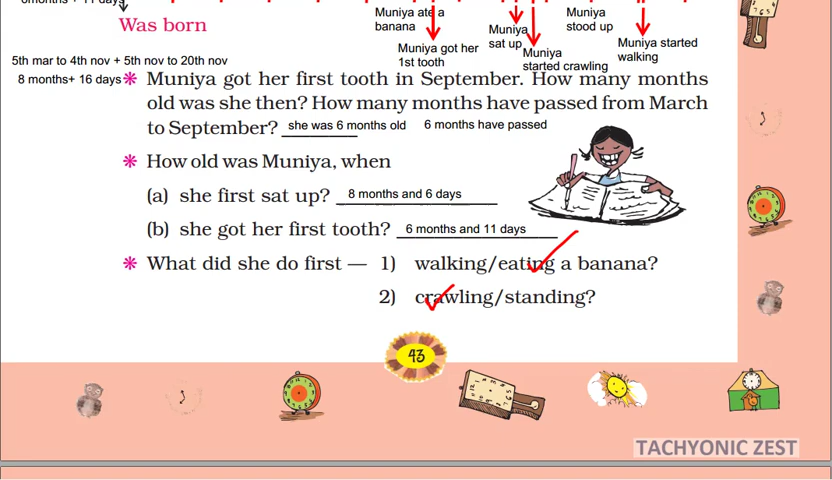 6months + 11 days
Muniya ate a
banana
Muniya
stood up
Was born
Muniya
sat up
Muniya started
walking
Muniya got her
1st tooth
Muniya
started crawling
5th mar to 4th nov + 5th nov to 20th nov
8 months+ 16 days
Muniya got her first tooth in September. How many months
old was she then? How many months have passed from March
to September? she was 6 months old 6 months have passed
How old was Muniya, when
(a) she first sat up? 8 months and 6 days
(b) she got her first tooth? 6 months and 11 days
What did she do first — 1) walking/eating a banana?
2) crawling/standing?
43
TACHYONIC ZEST